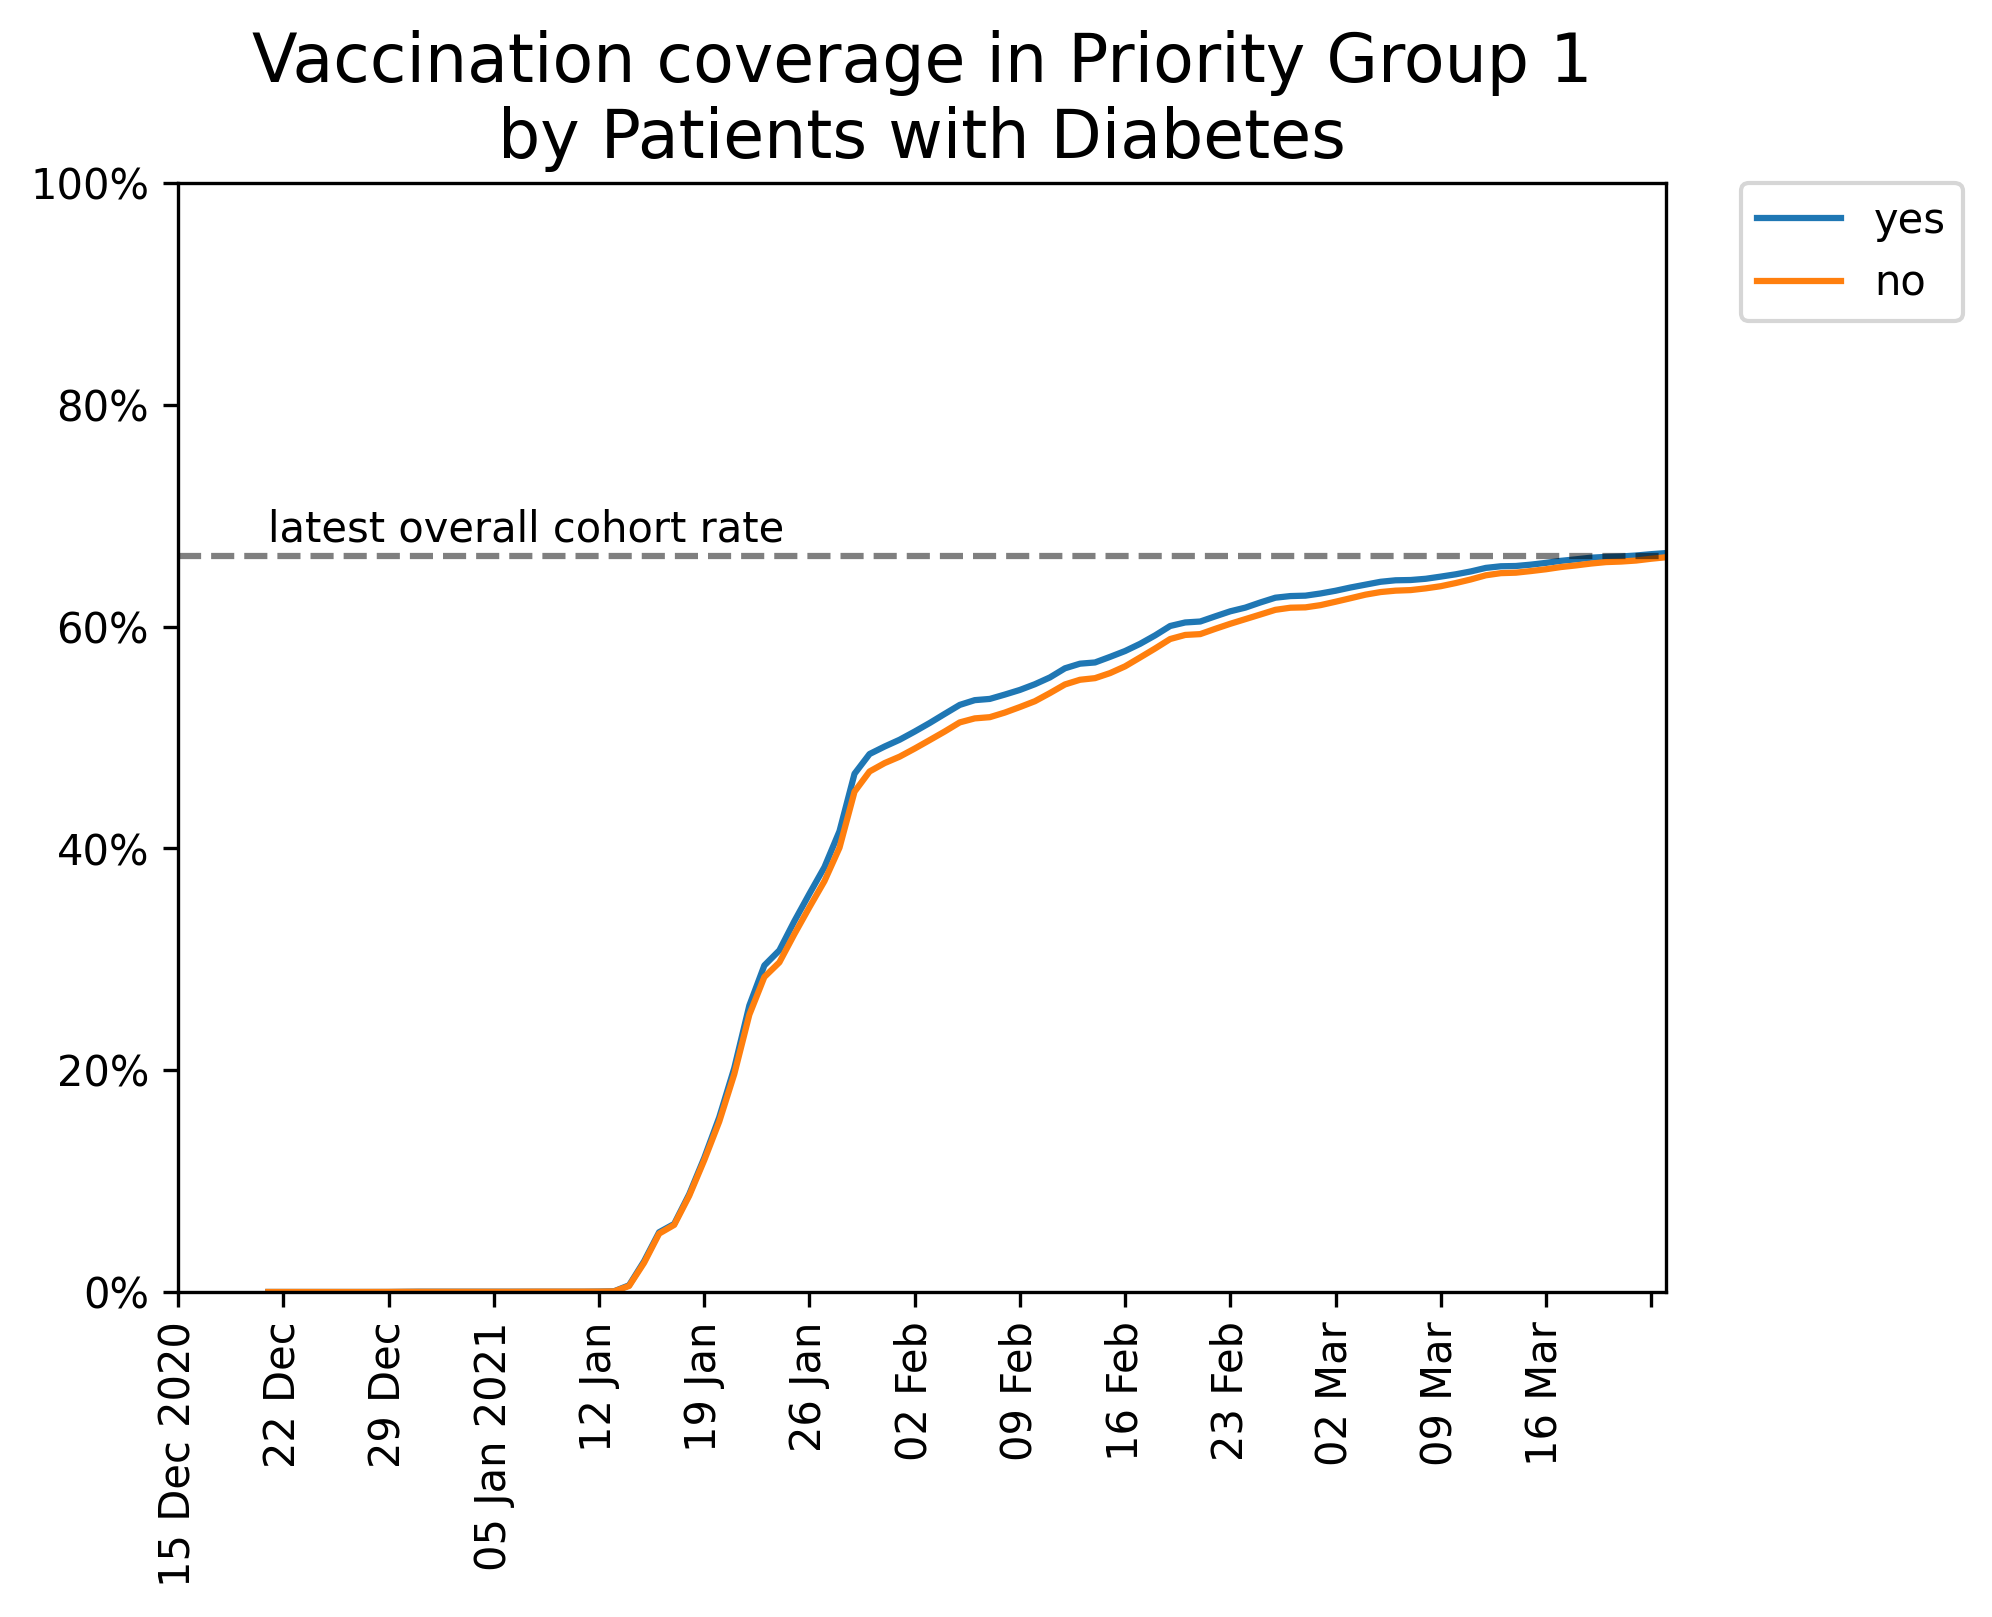 Vaccination coverage in Priority Group 1
by Patients with Diabetes
100%
80%
60%
40%
20%
0%
latest overall cohort rate
yes
no
15 Dec 2020
22 Dec
29 Dec
05 Jan 2021
12 Jan
19 Jan
26 Jan
02 Feb
09 Feb
16 Feb
23 Feb
02 Mar
09 Mar
16 Mar